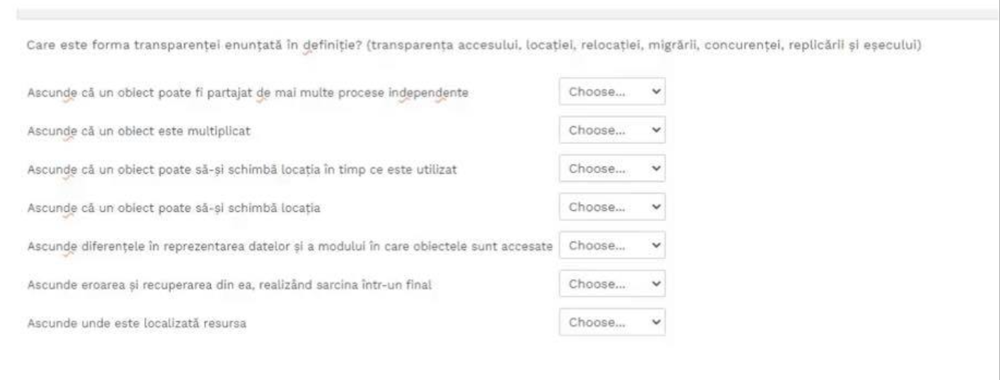 Care este forma transparenței enunțată în definiție? (transparența accesului, locației, relocației, migrării, concurenței, replicării și eșecului)
Ascunde că un obiect poate fi partajat de mai multe procese independente Choose...
Ascunde că un obiect este multiplicat Choose...
Ascunde că un obiect poate să-și schimbă locația în timp ce este utilizat Choose...
Ascunde că un obiect poate să-și schimbă locația Choose...
Ascunde diferențele în reprezentarea datelor și a modului în care obiectele sunt accesate Choose...
Ascunde eroarea și recuperarea din ea, realizând sarcina într-un final Choose...
Ascunde unde este localizată resursa Choose...